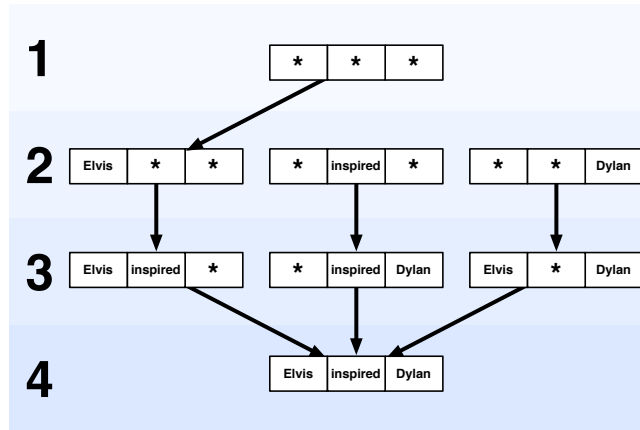 1 * * *
2 Elvis * * * inspired * * * Dylan
3 Elvis inspired * * inspired Dylan Elvis * Dylan
4 Elvis inspired Dylan